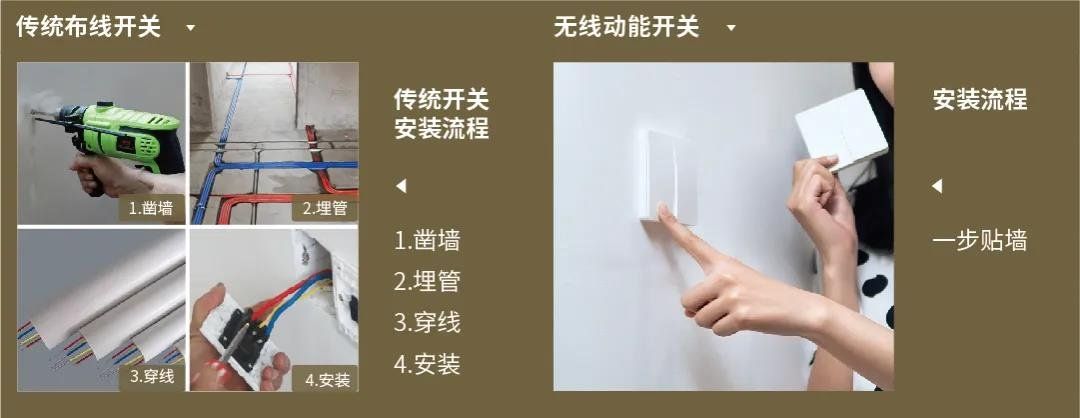 传统布线开关
1.凿墙
2.埋管
3.穿线
4.安装
传统开关
安装流程
1.凿墙
2.埋管
3.穿线
4.安装
无线动能开关
安装流程
一步贴墙